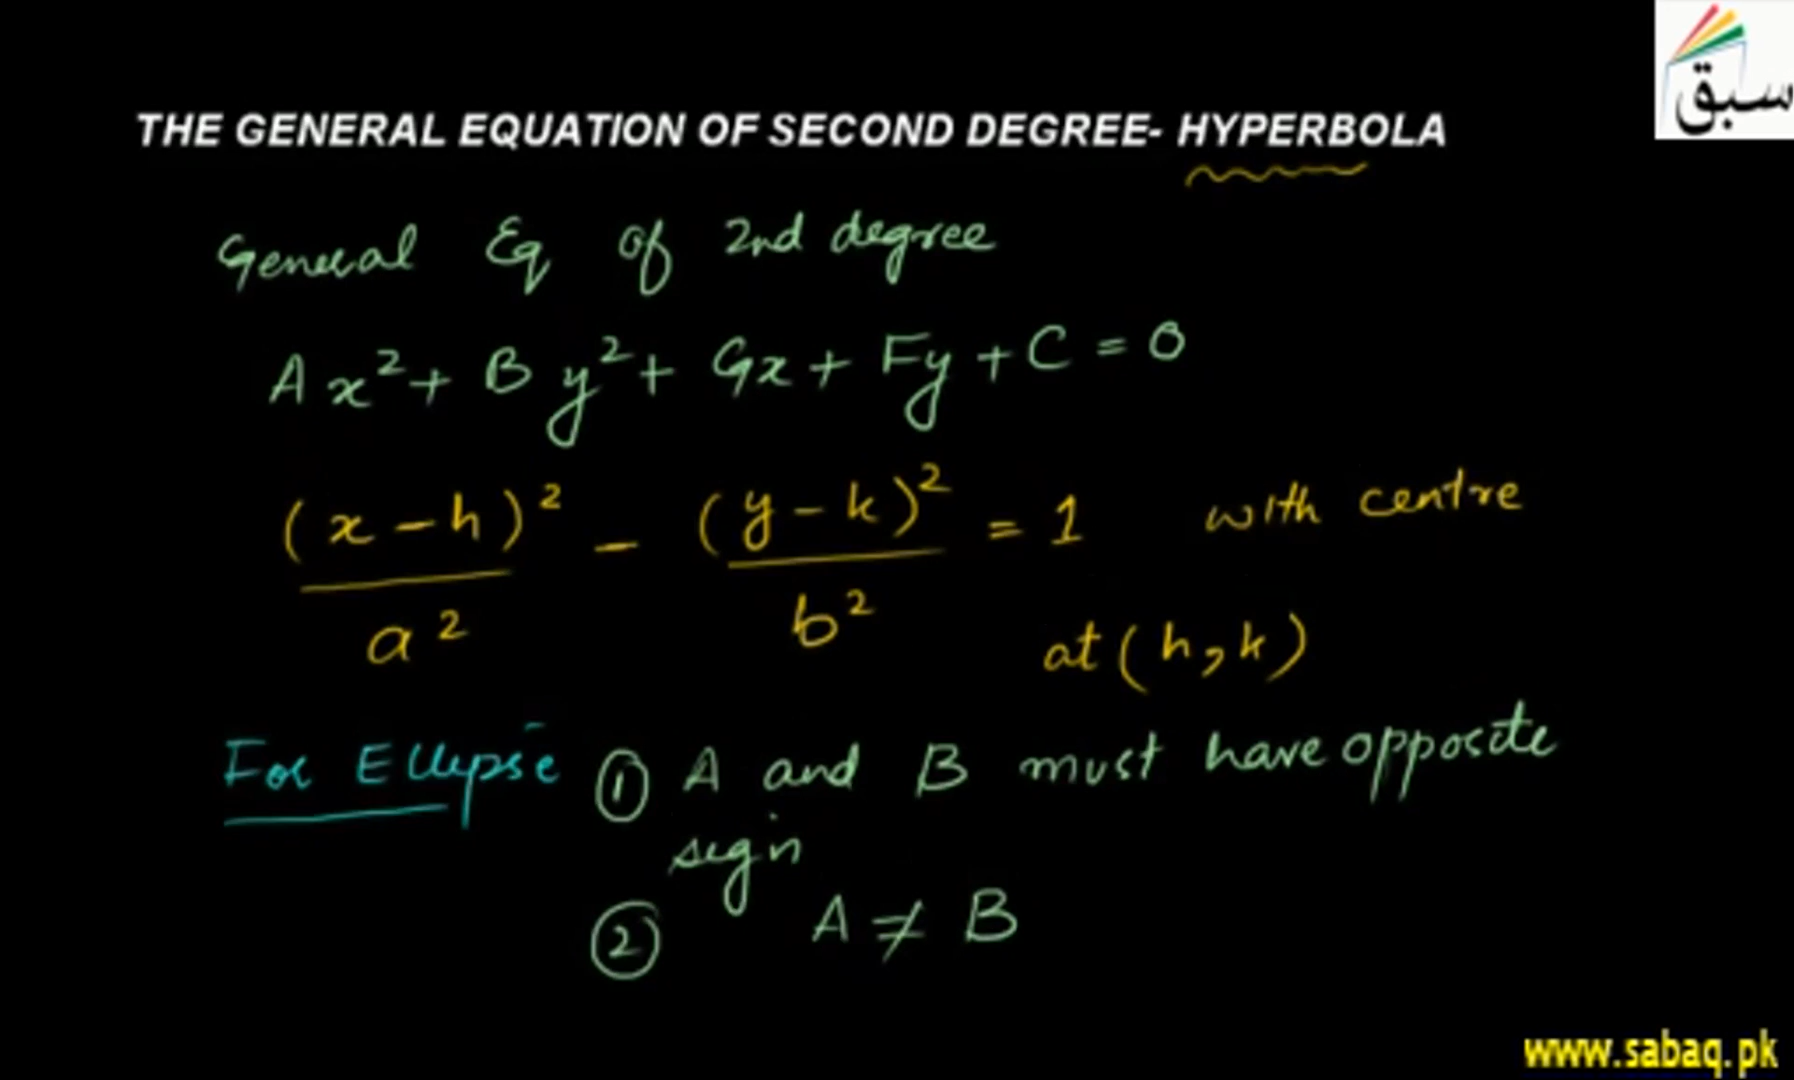 سبق
THE GENERAL EQUATION OF SECOND DEGREE- HYPERBOLA
General Eq of 2nd degree
Ax² + By² + Gx + Fy + C = 0
(x-h)²/a² - (y-k)²/b² = 1 with centre
at (h,k)
For Ellipse ① A and B must have opposite
sign
② A ≠ B
www.sabaq.pk